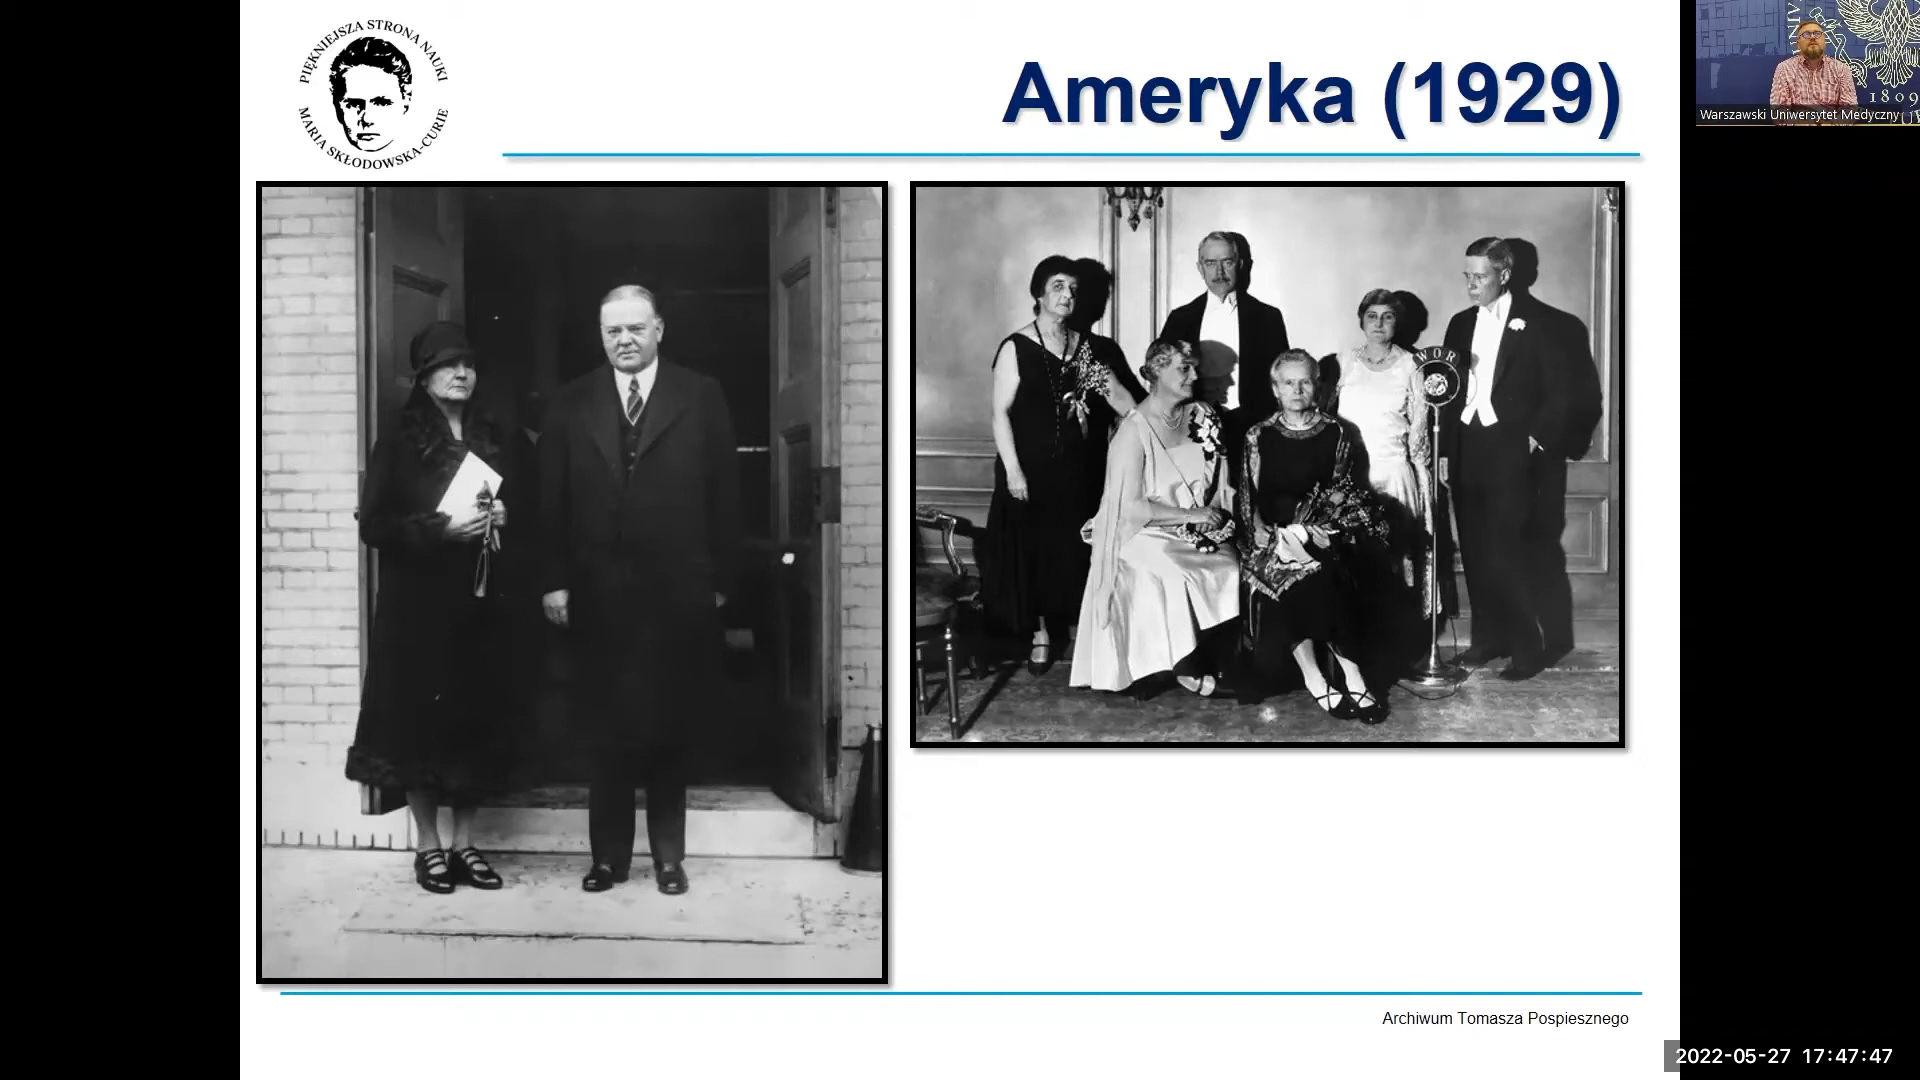 PIĘKNIEJSZA STRONA NAUKI
MARIA SKŁODOWSKA-CURIE
Ameryka (1929)
1809
Warszawski Uniwersytet Medyczny
WOR
Archiwum Tomasza Pospiesznego
2022-05-27 17:47:47